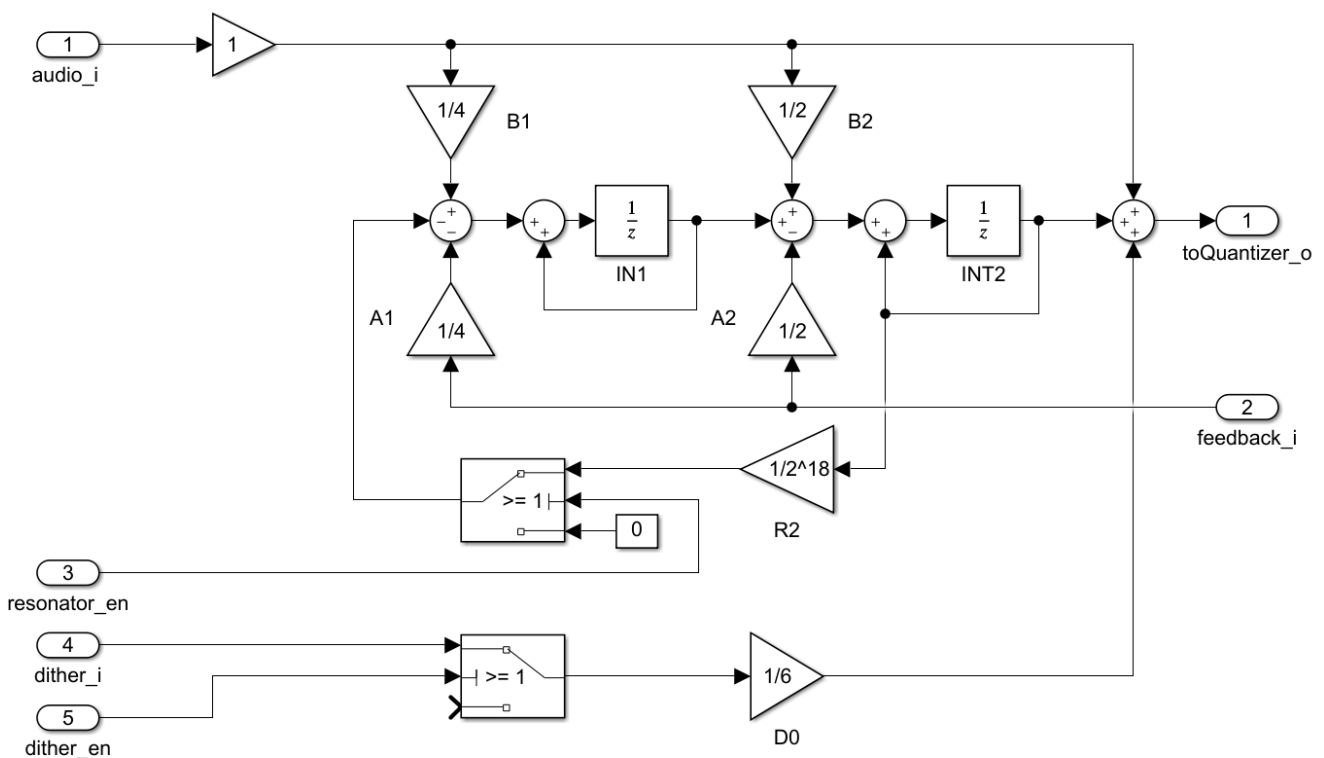 1
audio_i
1
1/4
B1
1/2
B2
+
−
−
+
+
1
z
IN1
+
+
−
+
+
1
z
INT2
+
+
+
1
toQuantizer_o
A1
1/4
A2
1/2
2
feedback_i
>= 1
0
1/2^18
R2
3
resonator_en
4
dither_i
>= 1
1/6
D0
5
dither_en